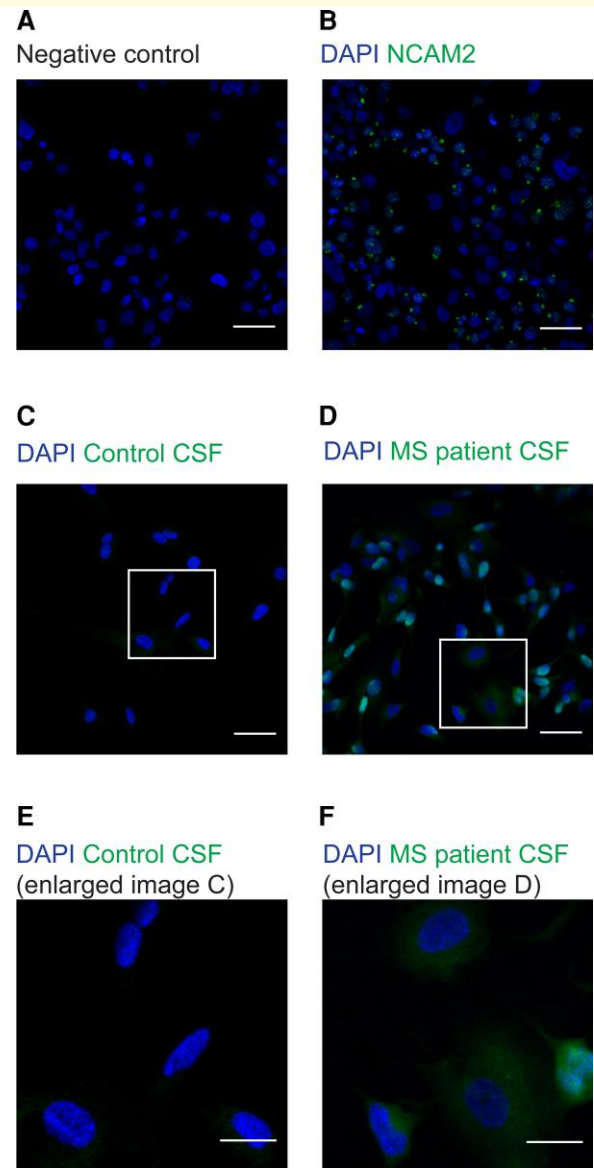 A
Negative control
B
DAPI NCAM2
C
DAPI Control CSF
D
DAPI MS patient CSF
E
DAPI Control CSF
(enlarged image C)
F
DAPI MS patient CSF
(enlarged image D)